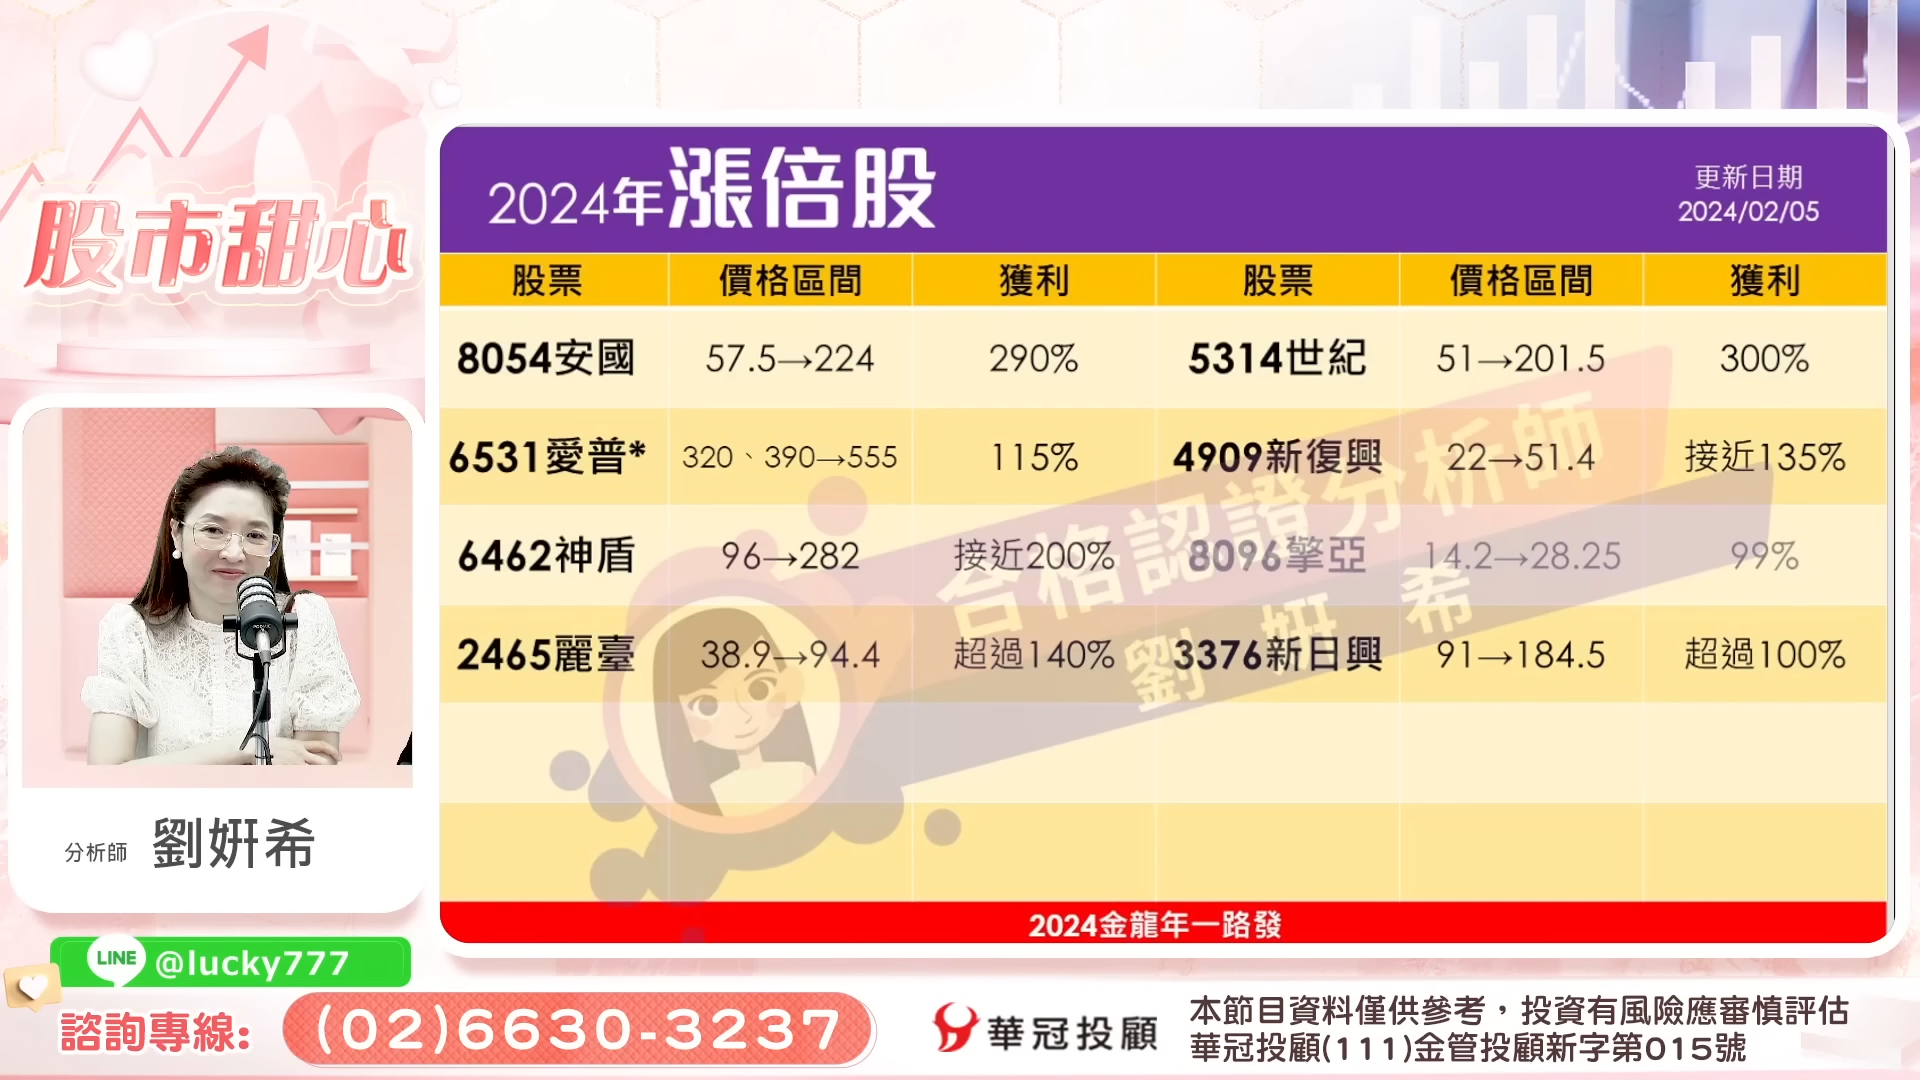 股市甜心
2024年漲倍股
更新日期
2024/02/05
股票 價格區間 獲利 股票 價格區間 獲利
8054安國 57.5→224 290% 5314世紀 51→201.5 300%
6531愛普* 320、390→555 115% 4909新復興 22→51.4 接近135%
6462神盾 96→282 接近200% 8096擎亞 14.2→28.25 99%
2465麗臺 38.9→94.4 超過140% 3376新日興 91→184.5 超過100%
合格認證分析師
劉姸希
2024金龍年一路發
分析師 劉姸希
LINE @lucky777
諮詢專線: (02)6630-3237
華冠投顧
本節目資料僅供參考，投資有風險應審慎評估
華冠投顧(111)金管投顧新字第015號